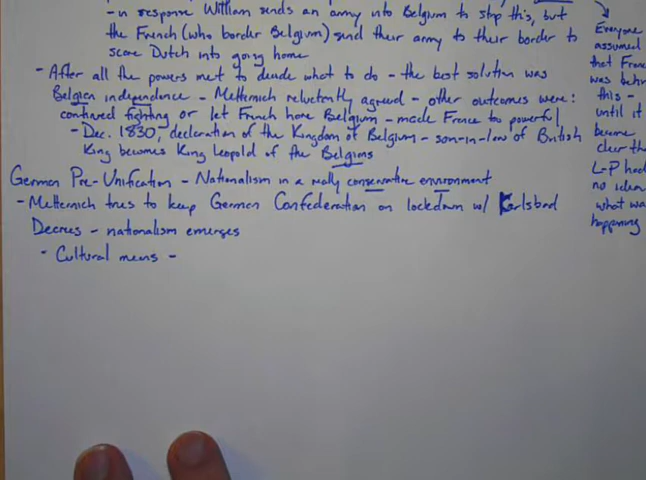 -in response William sends an army into Belgium to stop this, but
the French (who border Belgium) send their army to their border to
scare Dutch into going home
- After all the powers met to decide what to do - the best solution was
Belgian independence - Metternich reluctantly agreed - other outcomes were:
continued fighting or let French have Belgium - made France too powerful
- Dec. 1830, declaration of the Kingdom of Belgium - son-in-law of British
King becomes King Leopold of the Belgians
German Pre-Unification - Nationalism in a really conservative environment
- Metternich tries to keep German Confederation on lockdown w/ Karlsbad
Decrees - nationalism emerges
- Cultural means -
Everyone
assumed
that Fran
was behin
this -
until it
became
clear th
L-P had
no idea
what wa
happening